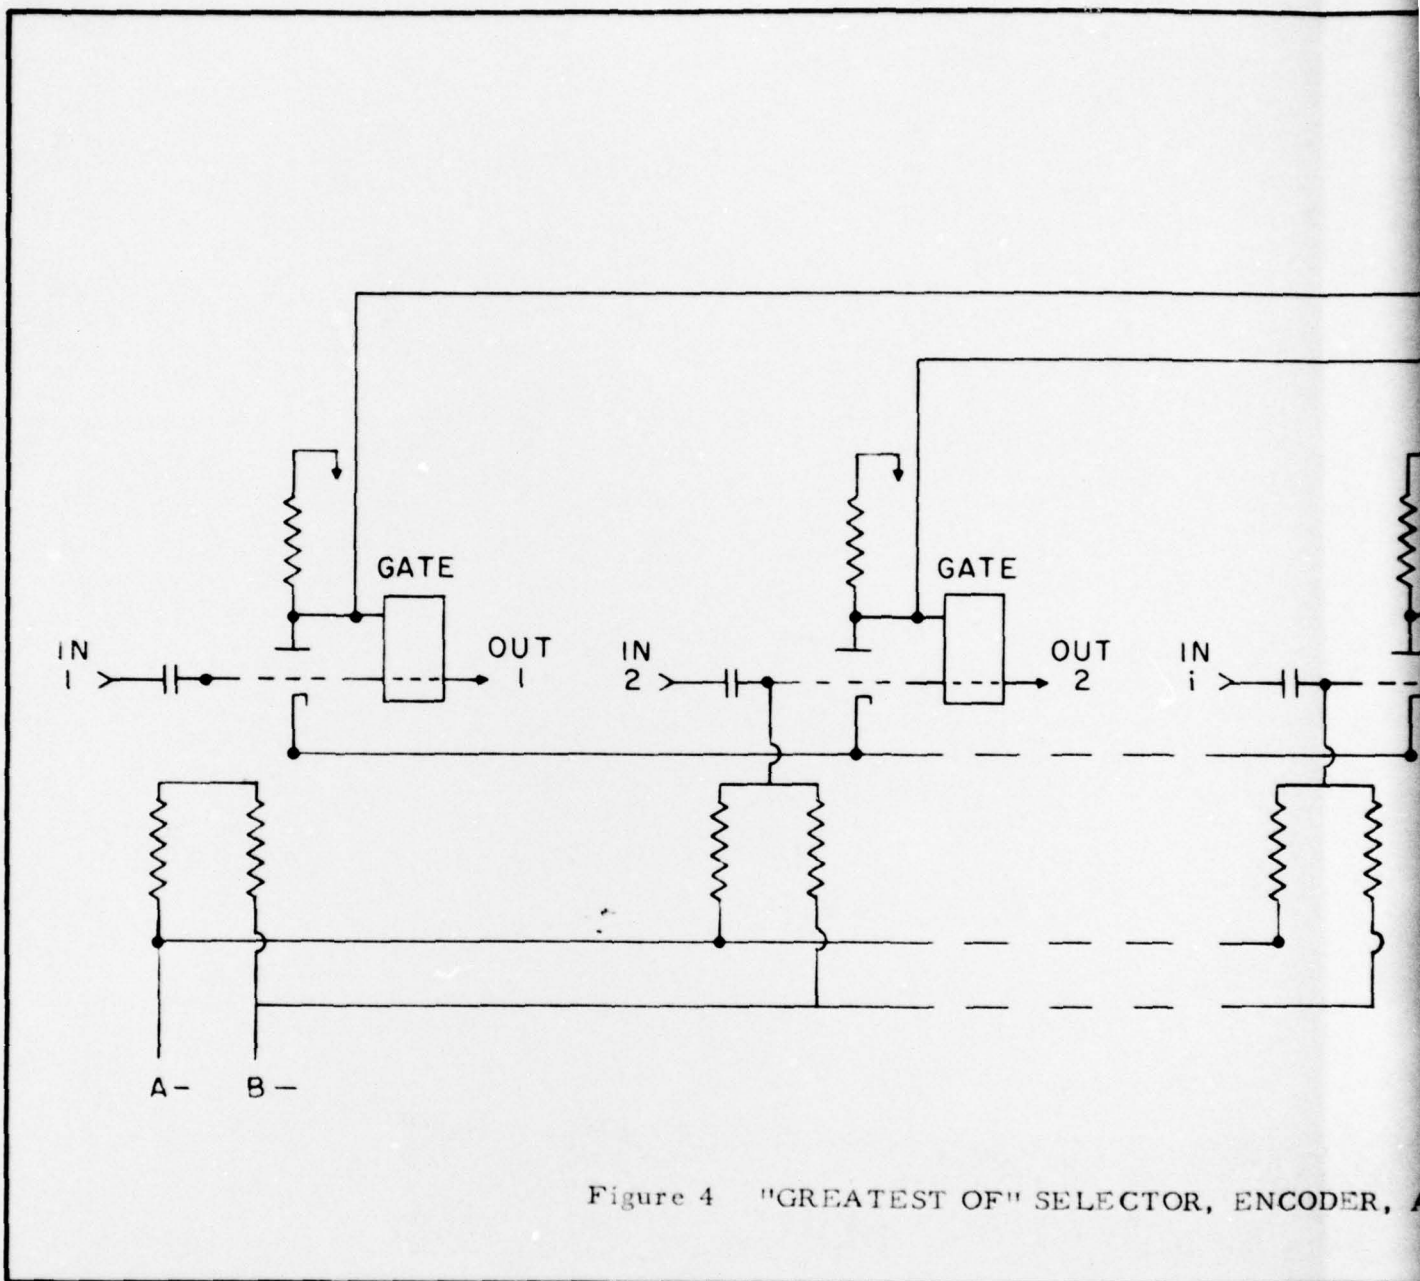 GATE
GATE
IN
1
OUT
1
IN
2
OUT
2
IN
i
A-
B-
Figure 4 "GREATEST OF" SELECTOR, ENCODER,